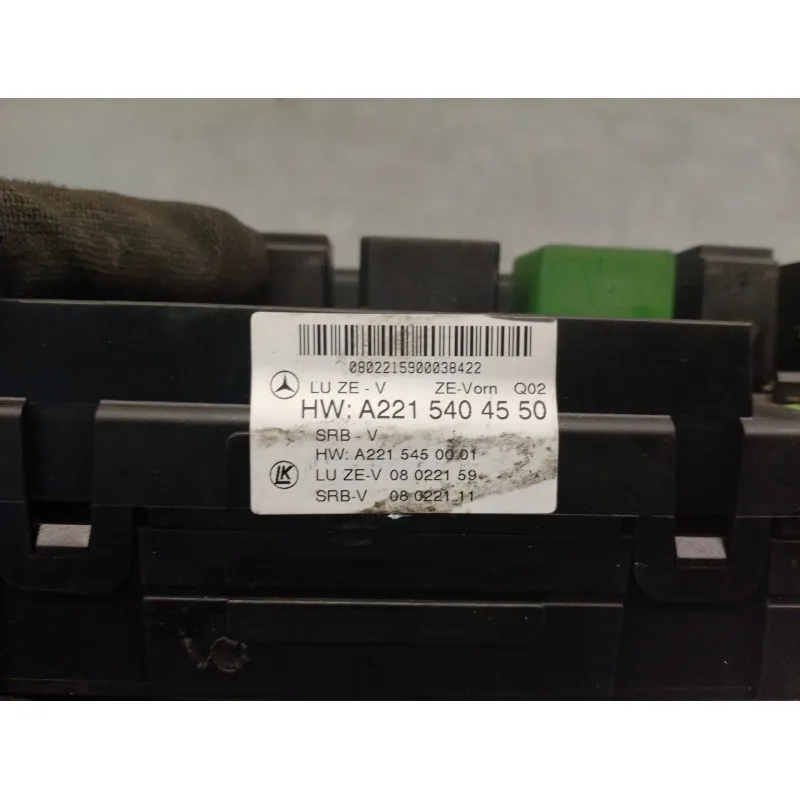 0802215900038422
LU ZE - V ZE-Vorn Q02
HW: A221 540 45 50
SRB - V
HW: A221 545 00 01
LU ZE-V 08 0221 59
LK
SRB-V 08 0221 11